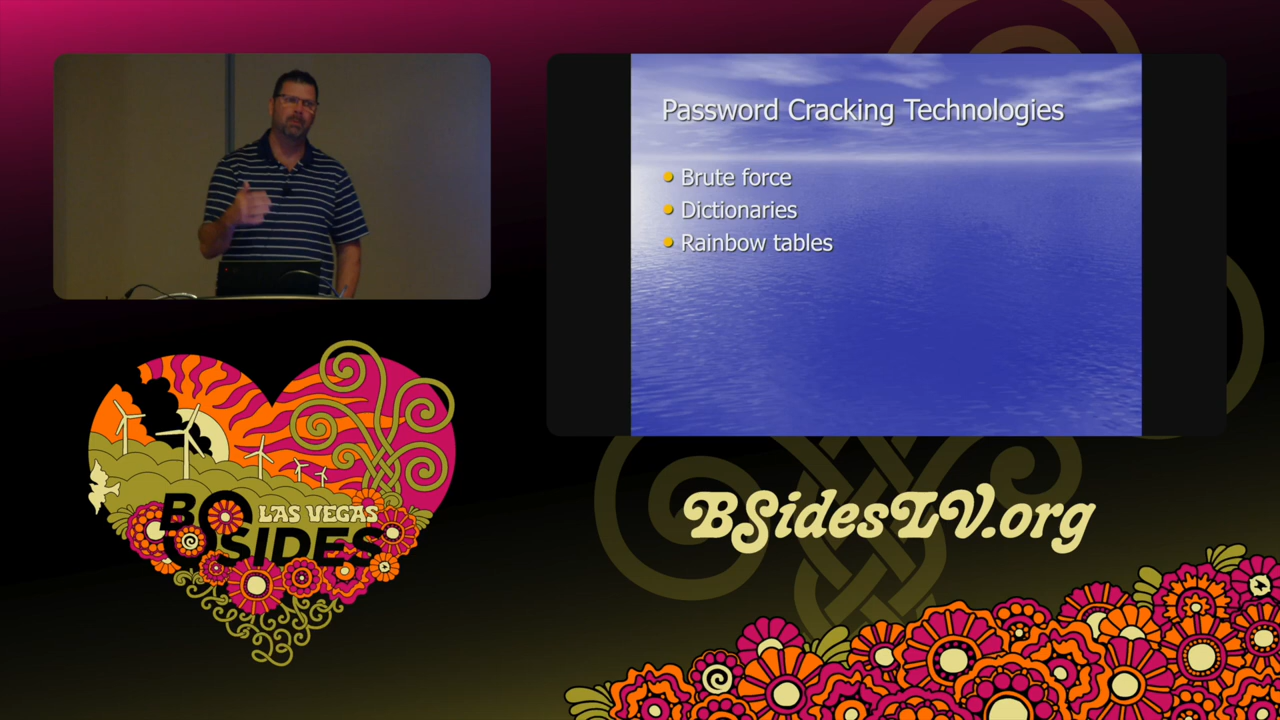 Password Cracking Technologies
Brute force
Dictionaries
Rainbow tables
BSidesLV.org
LAS VEGAS
BSIDES